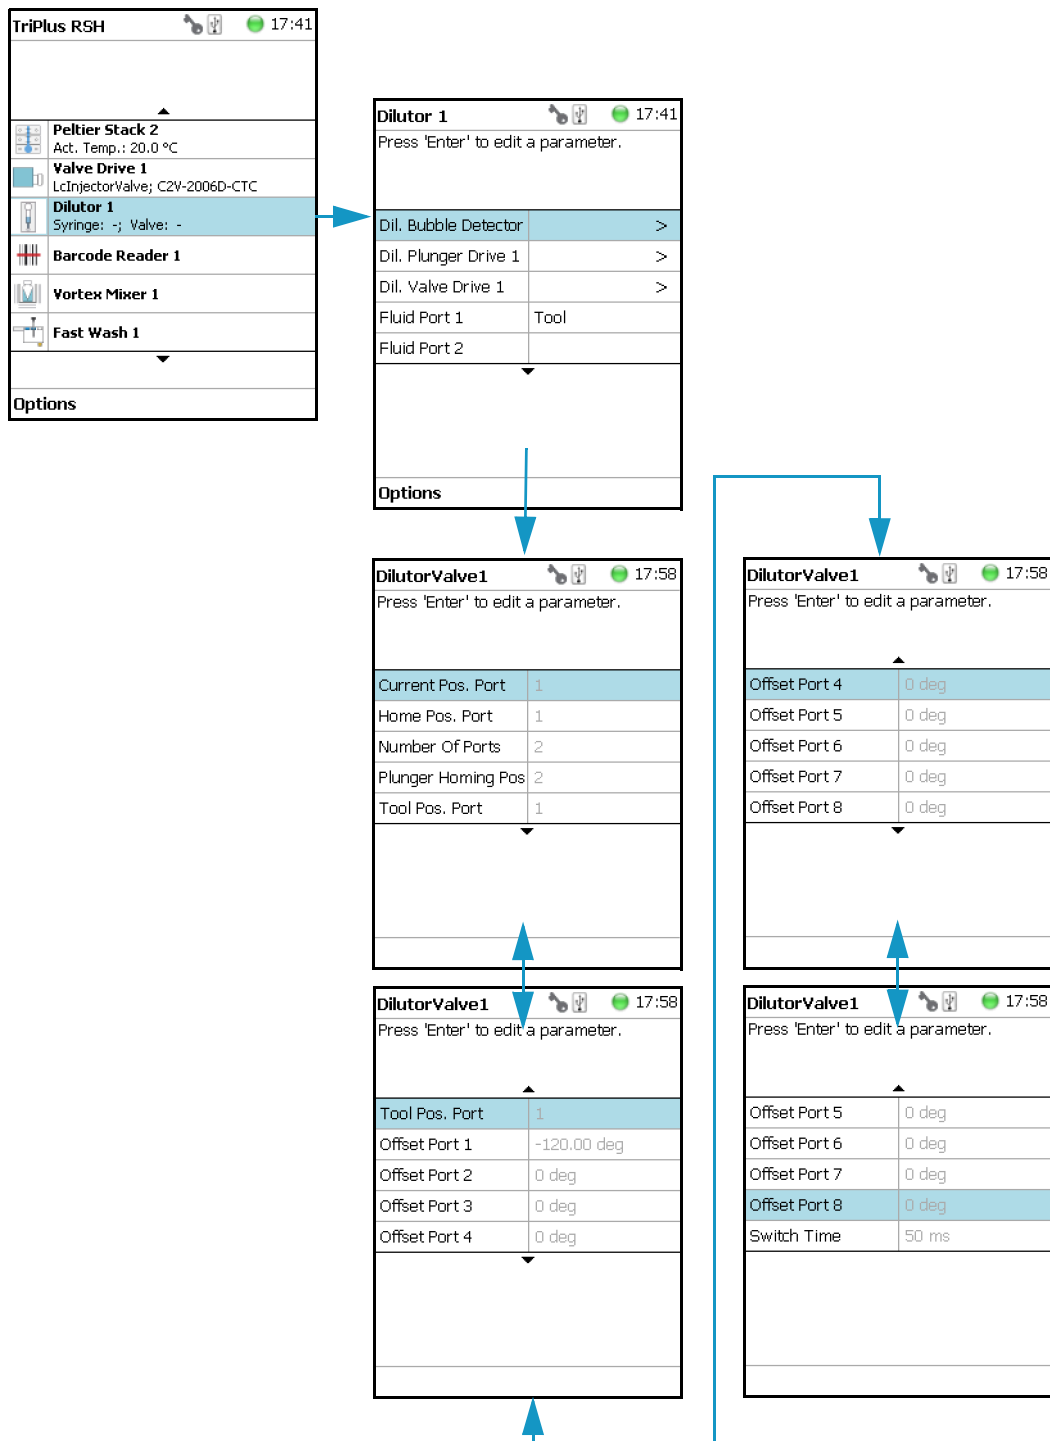 TriPlus RSH 17:41
Peltier Stack 2
Act. Temp.: 20.0 °C
Valve Drive 1
LcInjectorValve; C2V-2006D-CTC
Dilutor 1
Syringe: -; Valve: -
Barcode Reader 1
Vortex Mixer 1
Fast Wash 1
Options
Dilutor 1 17:41
Press 'Enter' to edit a parameter.
Dil. Bubble Detector >
Dil. Plunger Drive 1 >
Dil. Valve Drive 1 >
Fluid Port 1 Tool
Fluid Port 2
Options
DilutorValve1 17:58
Press 'Enter' to edit a parameter.
Current Pos. Port 1
Home Pos. Port 1
Number Of Ports 2
Plunger Homing Pos 2
Tool Pos. Port 1
DilutorValve1 17:58
Press 'Enter' to edit a parameter.
Tool Pos. Port 1
Offset Port 1 -120.00 deg
Offset Port 2 0 deg
Offset Port 3 0 deg
Offset Port 4 0 deg
DilutorValve1 17:58
Press 'Enter' to edit a parameter.
Offset Port 4 0 deg
Offset Port 5 0 deg
Offset Port 6 0 deg
Offset Port 7 0 deg
Offset Port 8 0 deg
DilutorValve1 17:58
Press 'Enter' to edit a parameter.
Offset Port 5 0 deg
Offset Port 6 0 deg
Offset Port 7 0 deg
Offset Port 8 0 deg
Switch Time 50 ms